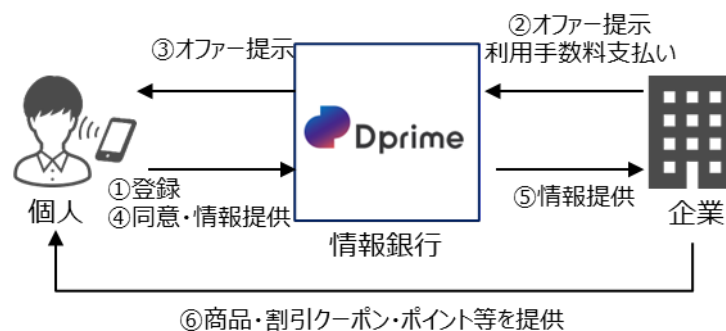 ②オファー提示
利用手数料支払い
③オファー提示
Dprime
①登録
④同意・情報提供
⑤情報提供
個人
情報銀行
企業
⑥商品・割引クーポン・ポイント等を提供